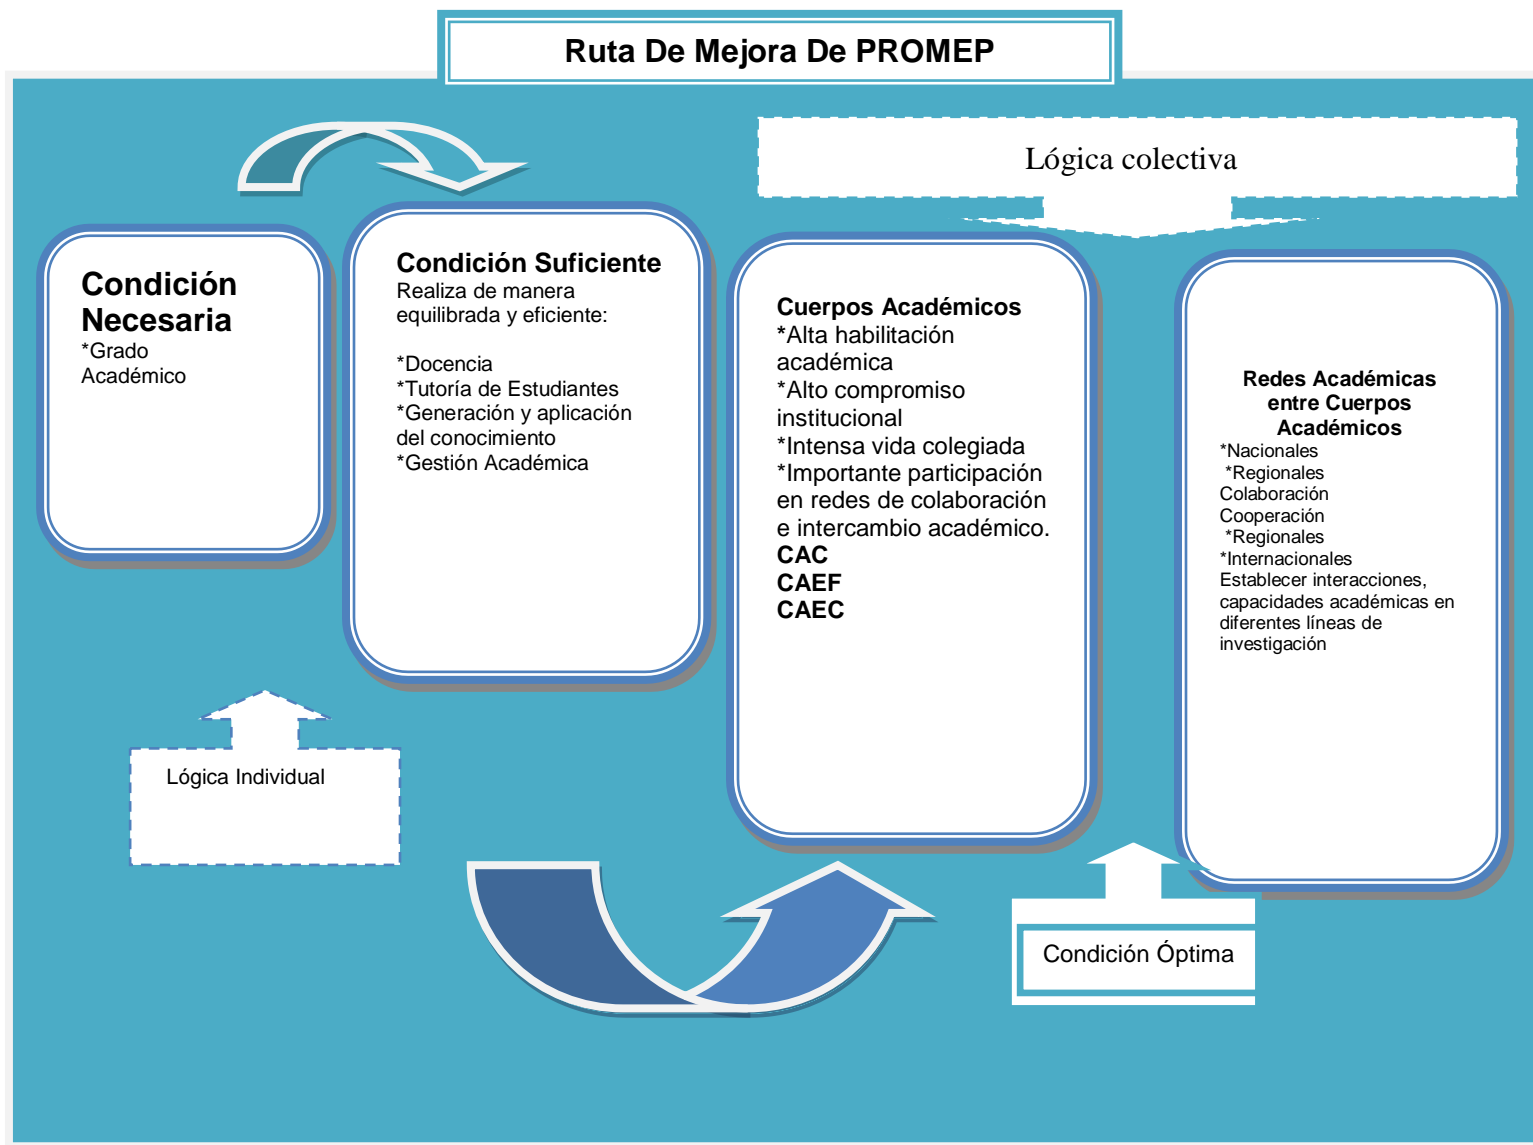 Ruta De Mejora De PROMEP
Lógica colectiva
Condición
Necesaria
*Grado
Académico
Condición Suficiente
Realiza de manera
equilibrada y eficiente:
*Docencia
*Tutoría de Estudiantes
*Generación y aplicación
del conocimiento
*Gestión Académica
Cuerpos Académicos
*Alta habilitación
académica
*Alto compromiso
institucional
*Intensa vida colegiada
*Importante participación
en redes de colaboración
e intercambio académico.
CAC
CAEF
CAEC
Redes Académicas
entre Cuerpos
Académicos
*Nacionales
*Regionales
Colaboración
Cooperación
*Regionales
*Internacionales
Establecer interacciones,
capacidades académicas en
diferentes líneas de
investigación
Lógica Individual
Condición Óptima